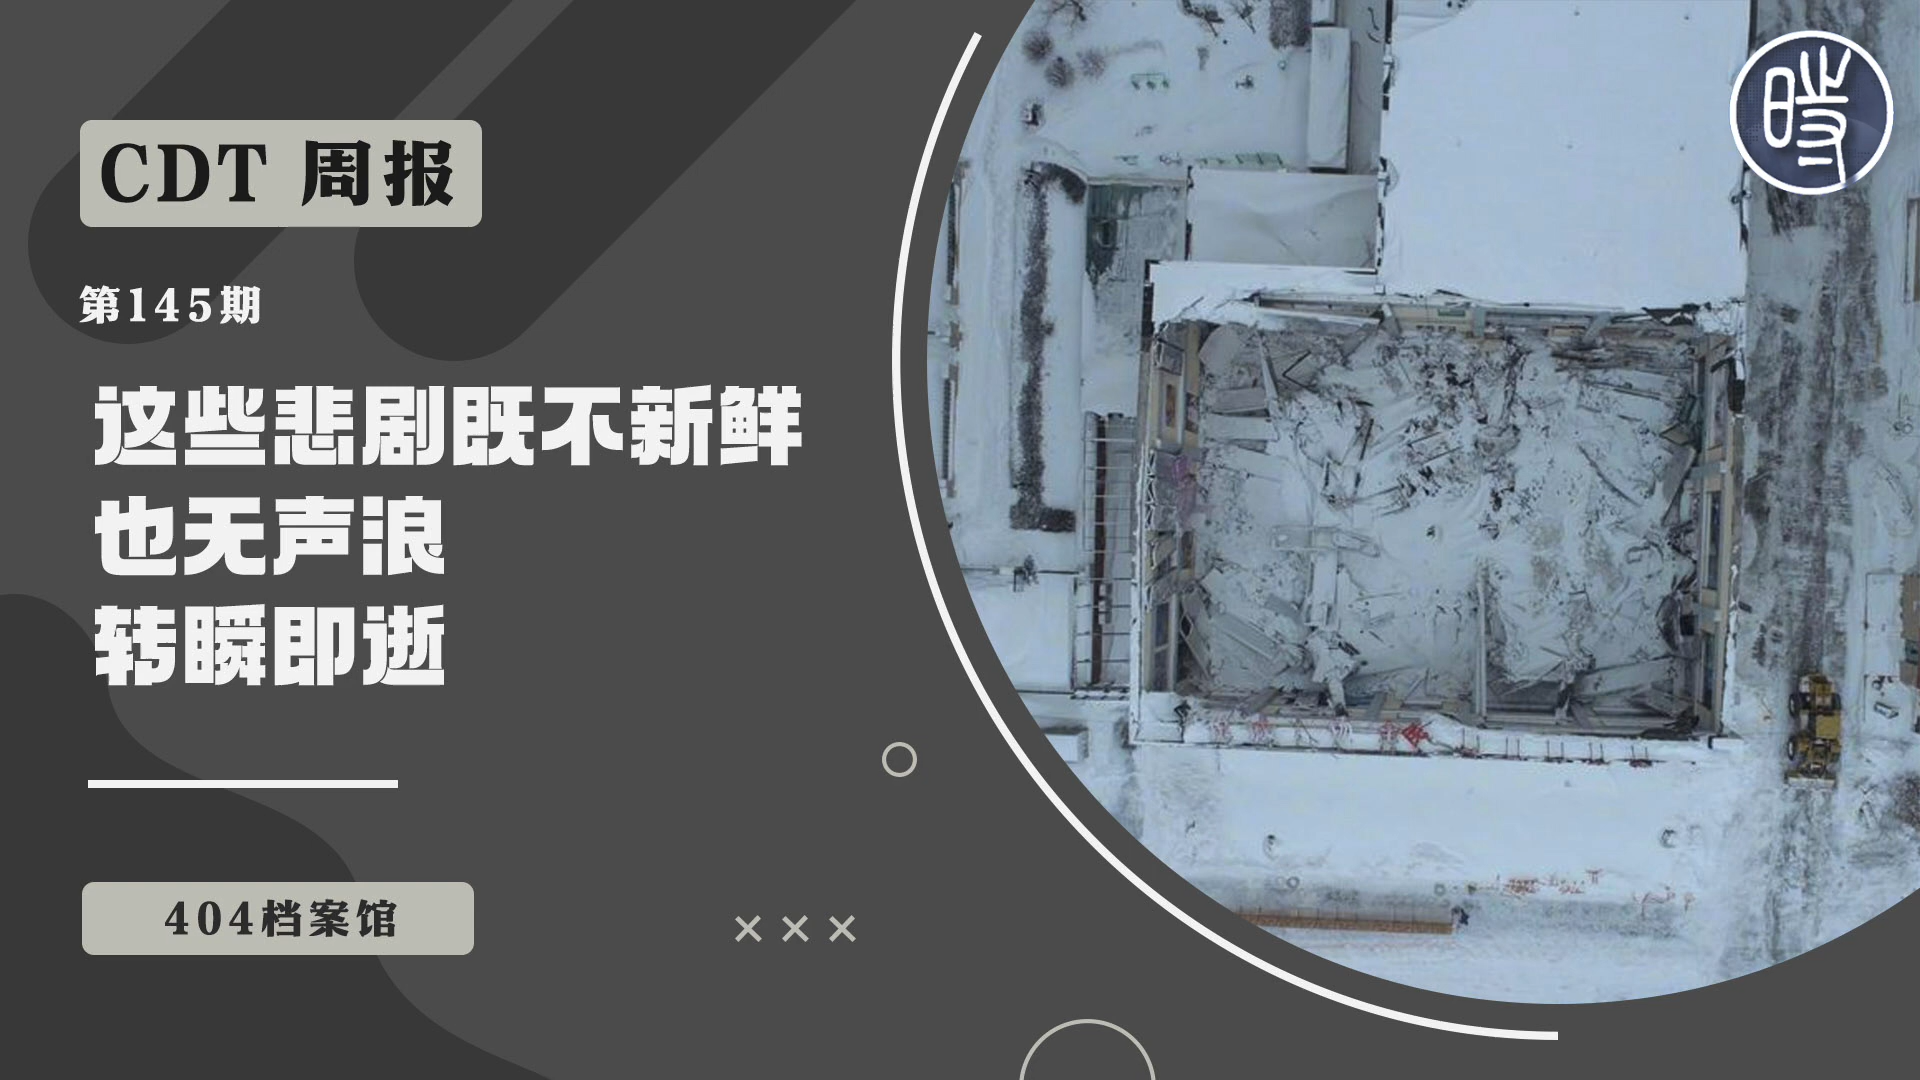 CDT 周报
第145期
这些悲剧既不新鲜
也无声浪
转瞬即逝
404档案馆
時